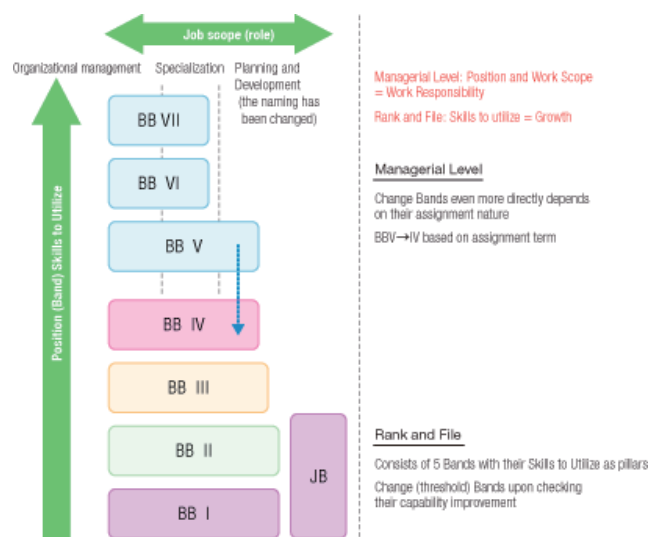 Job scope (role)
Organizational management
Specialization
Planning and
Development
(the naming has
been changed)
Position (Band) Skills to Utilize
BB VII
BB VI
BB V
BB IV
BB III
BB II
BB I
JB
Managerial Level: Position and Work Scope
= Work Responsibility
Rank and File: Skills to utilize = Growth
Managerial Level
Change Bands even more directly depends
on their assignment nature
BBV→IV based on assignment term
Rank and File
Consists of 5 Bands with their Skills to Utilize as pillars
Change (threshold) Bands upon checking
their capability improvement